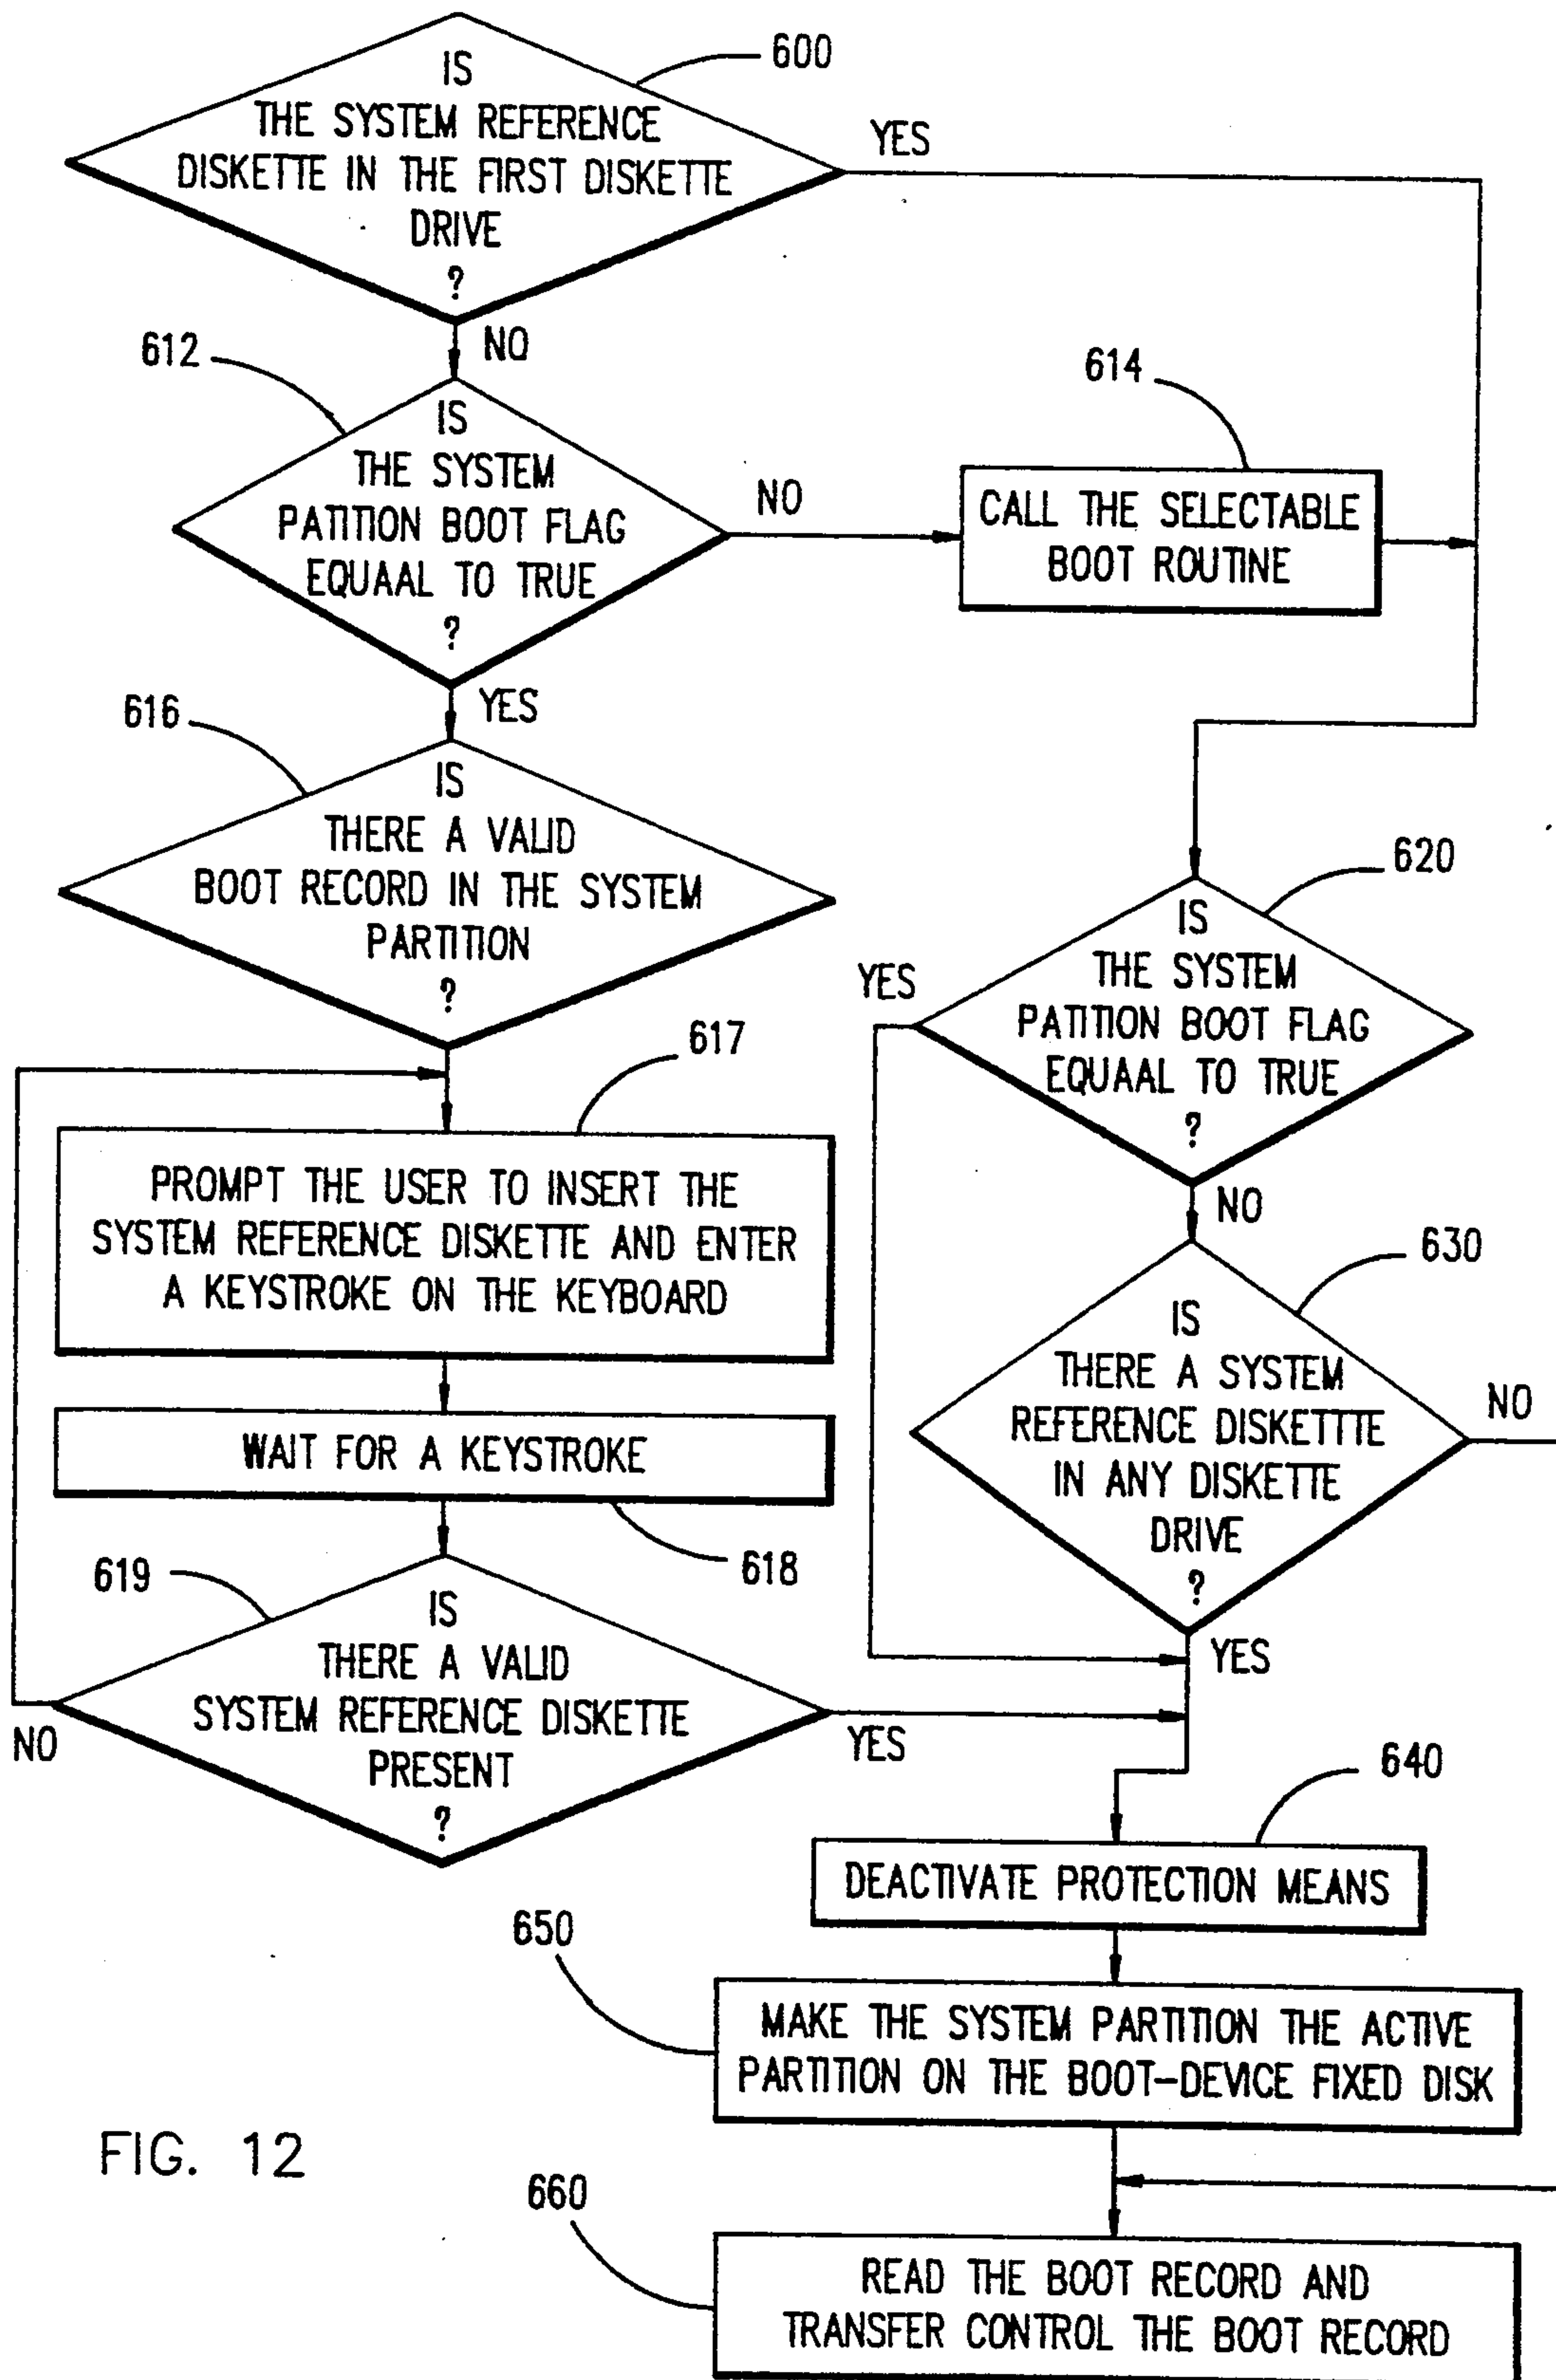 600
IS
THE SYSTEM REFERENCE
DISKETTE IN THE FIRST DISKETTE
DRIVE
?
YES
NO
612
IS
THE SYSTEM
PATITION BOOT FLAG
EQUAAL TO TRUE
?
NO
614
CALL THE SELECTABLE
BOOT ROUTINE
YES
616
IS
THERE A VALID
BOOT RECORD IN THE SYSTEM
PARTITION
?
617
PROMPT THE USER TO INSERT THE
SYSTEM REFERENCE DISKETTE AND ENTER
A KEYSTROKE ON THE KEYBOARD
WAIT FOR A KEYSTROKE
618
619
IS
THERE A VALID
SYSTEM REFERENCE DISKETTE
PRESENT
?
NO
YES
620
IS
THE SYSTEM
PATITION BOOT FLAG
EQUAAL TO TRUE
?
YES
NO
630
IS
THERE A SYSTEM
REFERENCE DISKETTTE
IN ANY DISKETTE
DRIVE
?
NO
YES
640
DEACTIVATE PROTECTION MEANS
650
MAKE THE SYSTEM PARTITION THE ACTIVE
PARTITION ON THE BOOT-DEVICE FIXED DISK
660
READ THE BOOT RECORD AND
TRANSFER CONTROL THE BOOT RECORD
FIG. 12